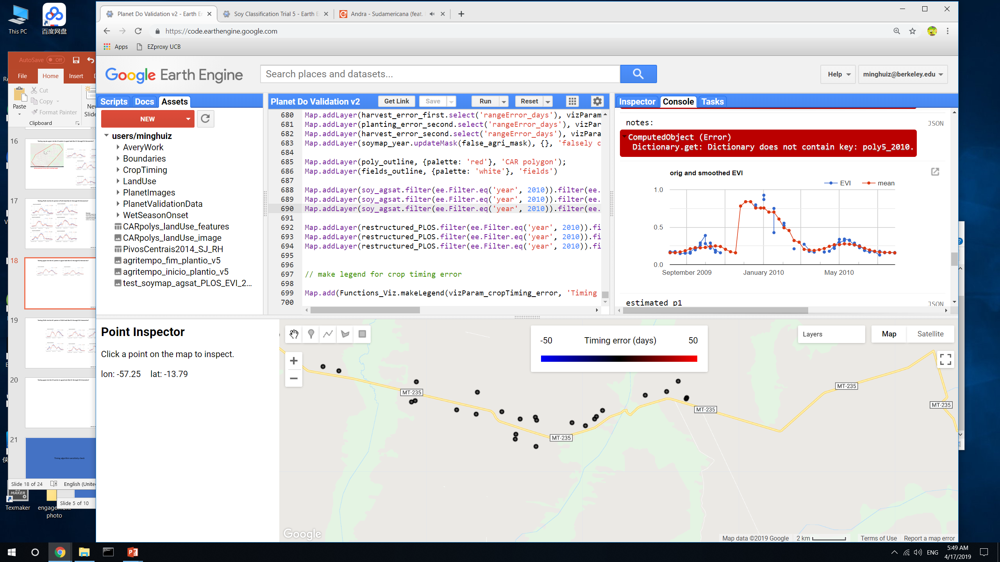 This PC
百度网盘
Planet Do Validation v2 - Earth E
Soy Classification Trial 5 - Earth E
Andra - Sudamericana (feat.
https://code.earthengine.google.com
Apps
EZproxy UCB
AutoSave
Off
File
Home
Insert
Paste
Cut
Copy
Format Painter
Clipboard
New
Slide
16
17
18
19
20
21
Timing algorithm sensitivity check
Slide 18 of 24
English (Unite
Slide 5 of 10
Texmaker
engagement
photo
Google Earth Engine
Search places and datasets...
Help
minghuiz@berkeley.edu
Scripts
Docs
Assets
NEW
users/minghuiz
AveryWork
Boundaries
CropTiming
LandUse
PlanetImages
PlanetValidationData
WetSeasonOnset
CARpolys_landUse_features
CARpolys_landUse_image
PivosCentrais2014_SJ_RH
agritempo_fim_plantio_v5
agritempo_inicio_plantio_v5
test_soymap_agsat_PLOS_EVI_2...
Planet Do Validation v2
Get Link
Save
Run
Reset
680 Map.addLayer(harvest_error_first.select('rangeError_days'), vizParam
681 Map.addLayer(planting_error_second.select('rangeError_days'), vizPar
682 Map.addLayer(harvest_error_second.select('rangeError_days'), vizPara
683 Map.addLayer(soymap_year.updateMask(false_agri_mask), {}, 'falsely c
684
685 Map.addLayer(poly_outline, {palette: 'red'}, 'CAR polygon');
686 Map.addLayer(fields_outline, {palette: 'white'}, 'fields')
687
688 Map.addLayer(soy_agsat.filter(ee.Filter.eq('year', 2010)).filter(ee.
689 Map.addLayer(soy_agsat.filter(ee.Filter.eq('year', 2010)).filter(ee.
690 Map.addLayer(soy_agsat.filter(ee.Filter.eq('year', 2010)).filter(ee.
691
692 Map.addLayer(restructured_PLOS.filter(ee.Filter.eq('year', 2010)).fi
693 Map.addLayer(restructured_PLOS.filter(ee.Filter.eq('year', 2010)).fi
694 Map.addLayer(restructured_PLOS.filter(ee.Filter.eq('year', 2010)).fi
695
696
697 // make legend for crop timing error
698
699 Map.add(Functions_Viz.makeLegend(vizParam_cropTiming_error, 'Timing
700
Inspector
Console
Tasks
notes:
JSON
ComputedObject (Error)
Dictionary.get: Dictionary does not contain key: poly5_2010.
orig and smoothed EVI
EVI
mean
1.0
0.5
0.0
September 2009
January 2010
May 2010
estimated p1
JSON
Point Inspector
Click a point on the map to inspect.
lon: -57.25 lat: -13.79
-50
Timing error (days)
50
Layers
Map
Satellite
MT-235
MT-235
MT-235
MT-235
MT-235
Google
Map data ©2019 Google
2 km
Terms of Use
Report a map error
ENG
5:49 AM
4/17/2019